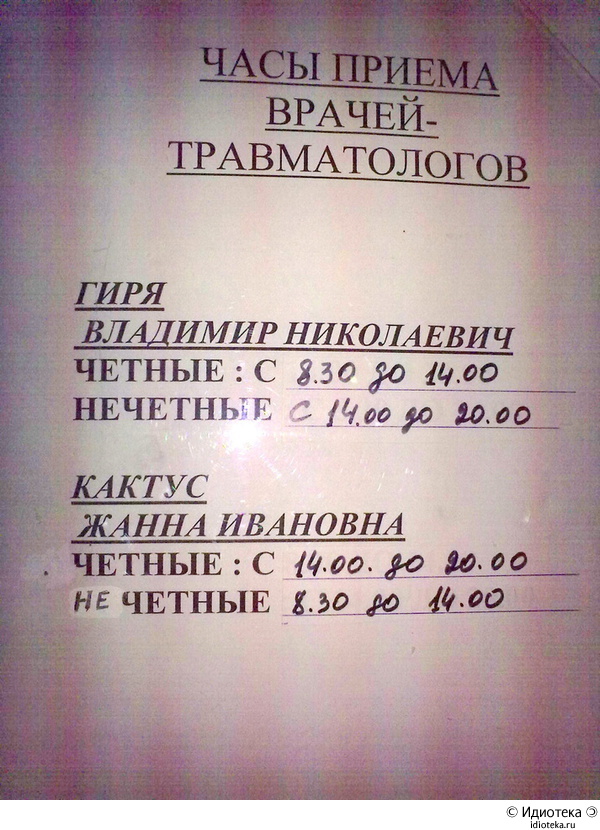 ЧАСЫ ПРИЕМА
ВРАЧЕЙ-
ТРАВМАТОЛОГОВ
ГИРЯ
ВЛАДИМИР НИКОЛАЕВИЧ
ЧЕТНЫЕ : С 8.30 до 14.00
НЕЧЕТНЫЕ С 14.00 до 20.00
КАКТУС
ЖАННА ИВАНОВНА
ЧЕТНЫЕ : С 14.00. до 20.00
НЕ ЧЕТНЫЕ 8.30 до 14.00
© Идиотека
idioteka.ru